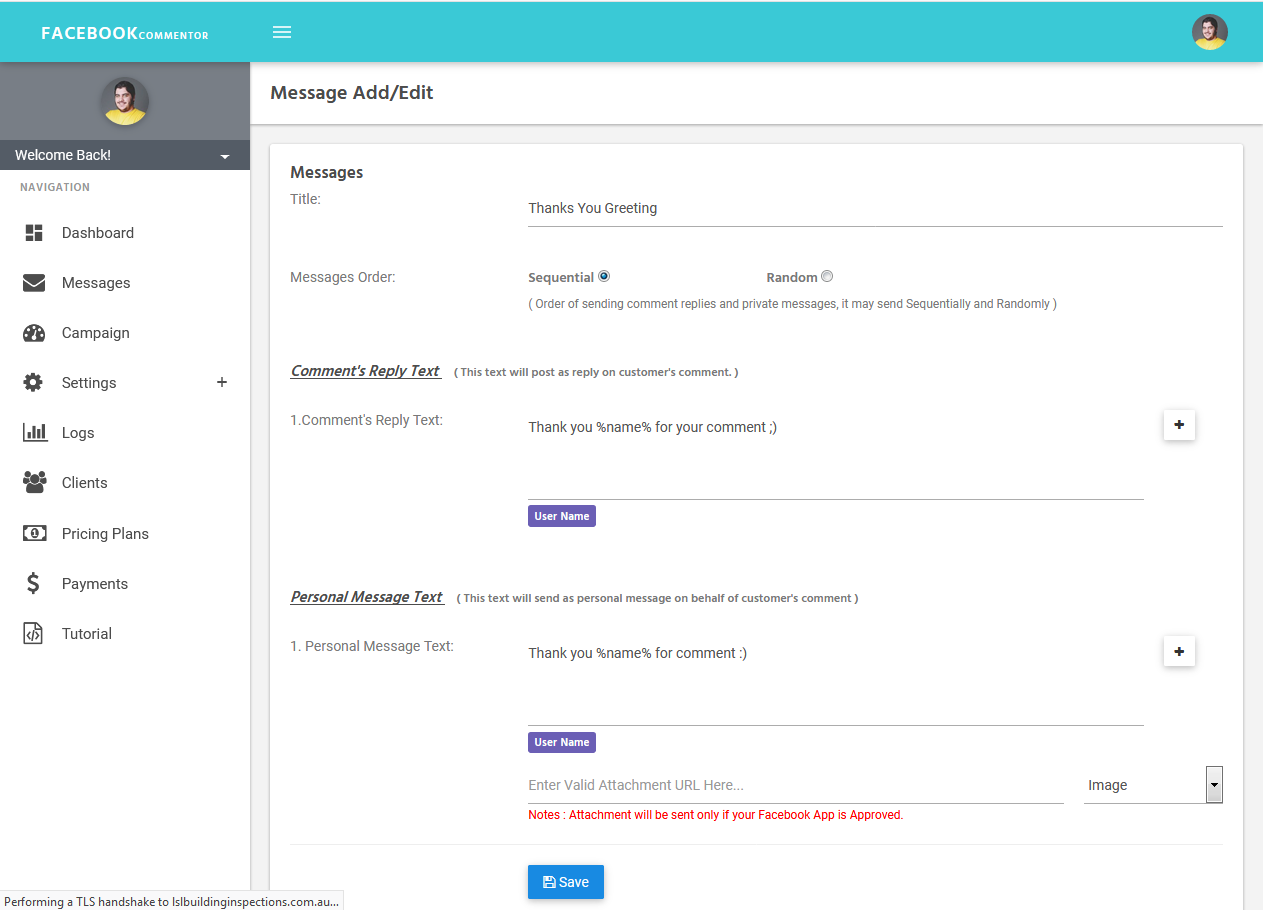 FACEBOOKCOMMENTOR
Message Add/Edit
Welcome Back!
NAVIGATION
Dashboard
Messages
Campaign
Settings +
Logs
Clients
Pricing Plans
Payments
Tutorial
Messages
Title: Thanks You Greeting
Messages Order: Sequential Random
( Order of sending comment replies and private messages, it may send Sequentially and Randomly )
Comment's Reply Text ( This text will post as reply on customer's comment. )
1.Comment's Reply Text: Thank you %name% for your comment ;) +
User Name
Personal Message Text ( This text will send as personal message on behalf of customer's comment )
1. Personal Message Text: Thank you %name% for comment :) +
User Name
Enter Valid Attachment URL Here... Image
Notes : Attachment will be sent only if your Facebook App is Approved.
Save
Performing a TLS handshake to lslbuildinginspections.com.au...